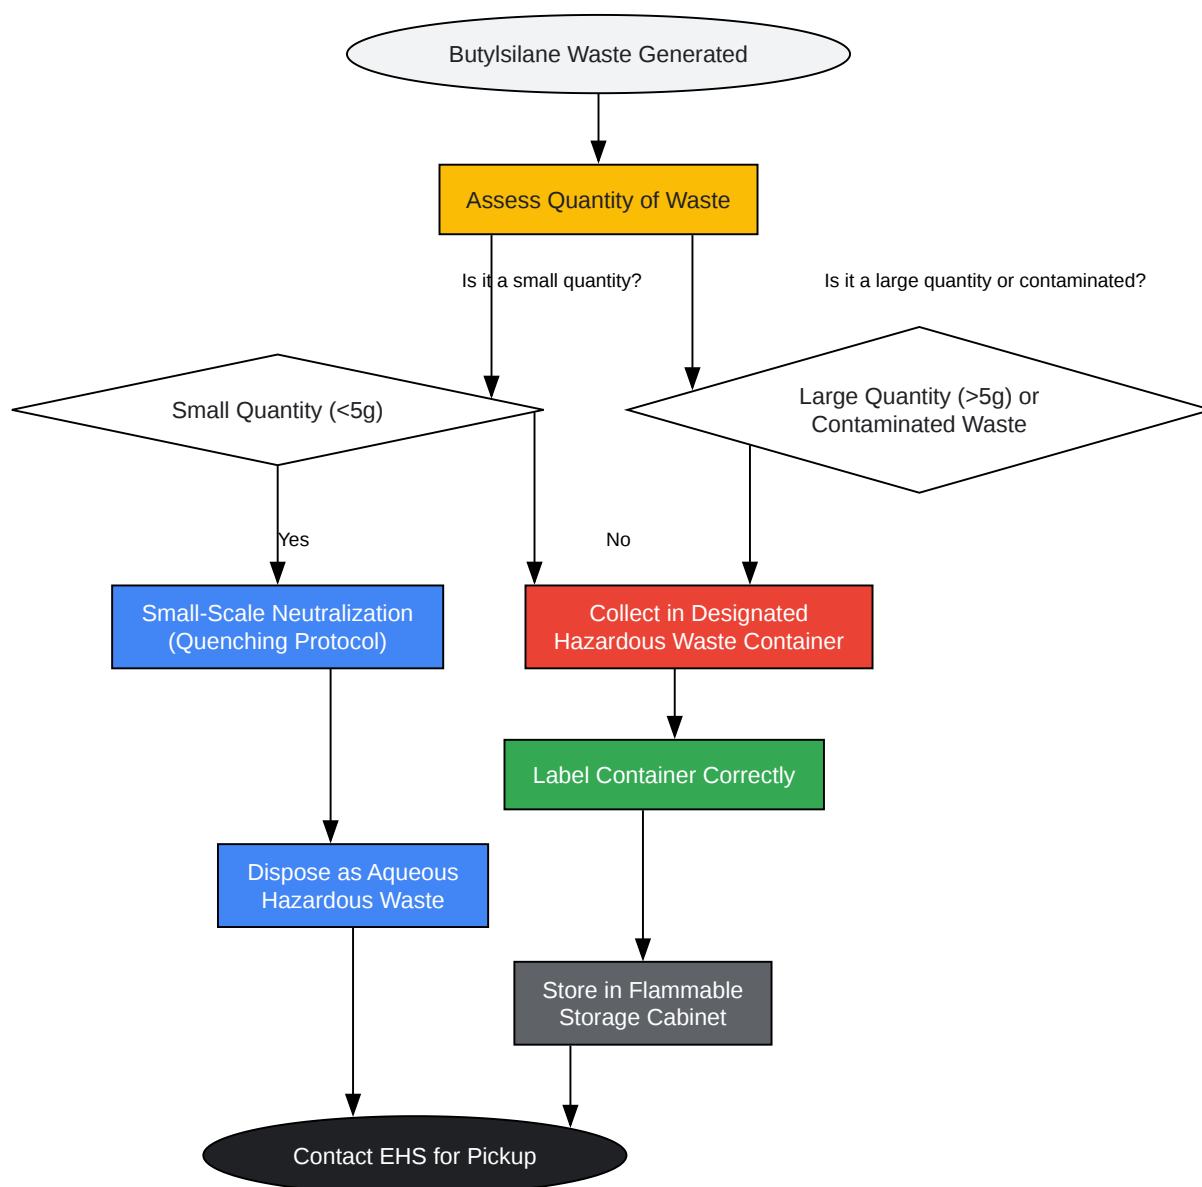 Butylsilane Waste Generated
Assess Quantity of Waste
Is it a small quantity?
Is it a large quantity or contaminated?
Small Quantity (<5g)
Large Quantity (>5g) or
Contaminated Waste
Yes
No
Small-Scale Neutralization
(Quenching Protocol)
Collect in Designated
Hazardous Waste Container
Label Container Correctly
Dispose as Aqueous
Hazardous Waste
Store in Flammable
Storage Cabinet
Contact EHS for Pickup